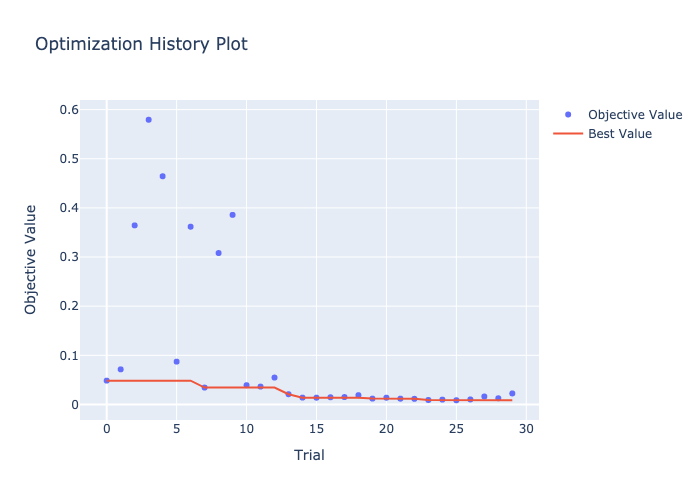 Optimization History Plot
Objective Value
Best Value
0.6
0.5
0.4
0.3
0.2
0.1
0
Objective Value
0 5 10 15 20 25 30
Trial